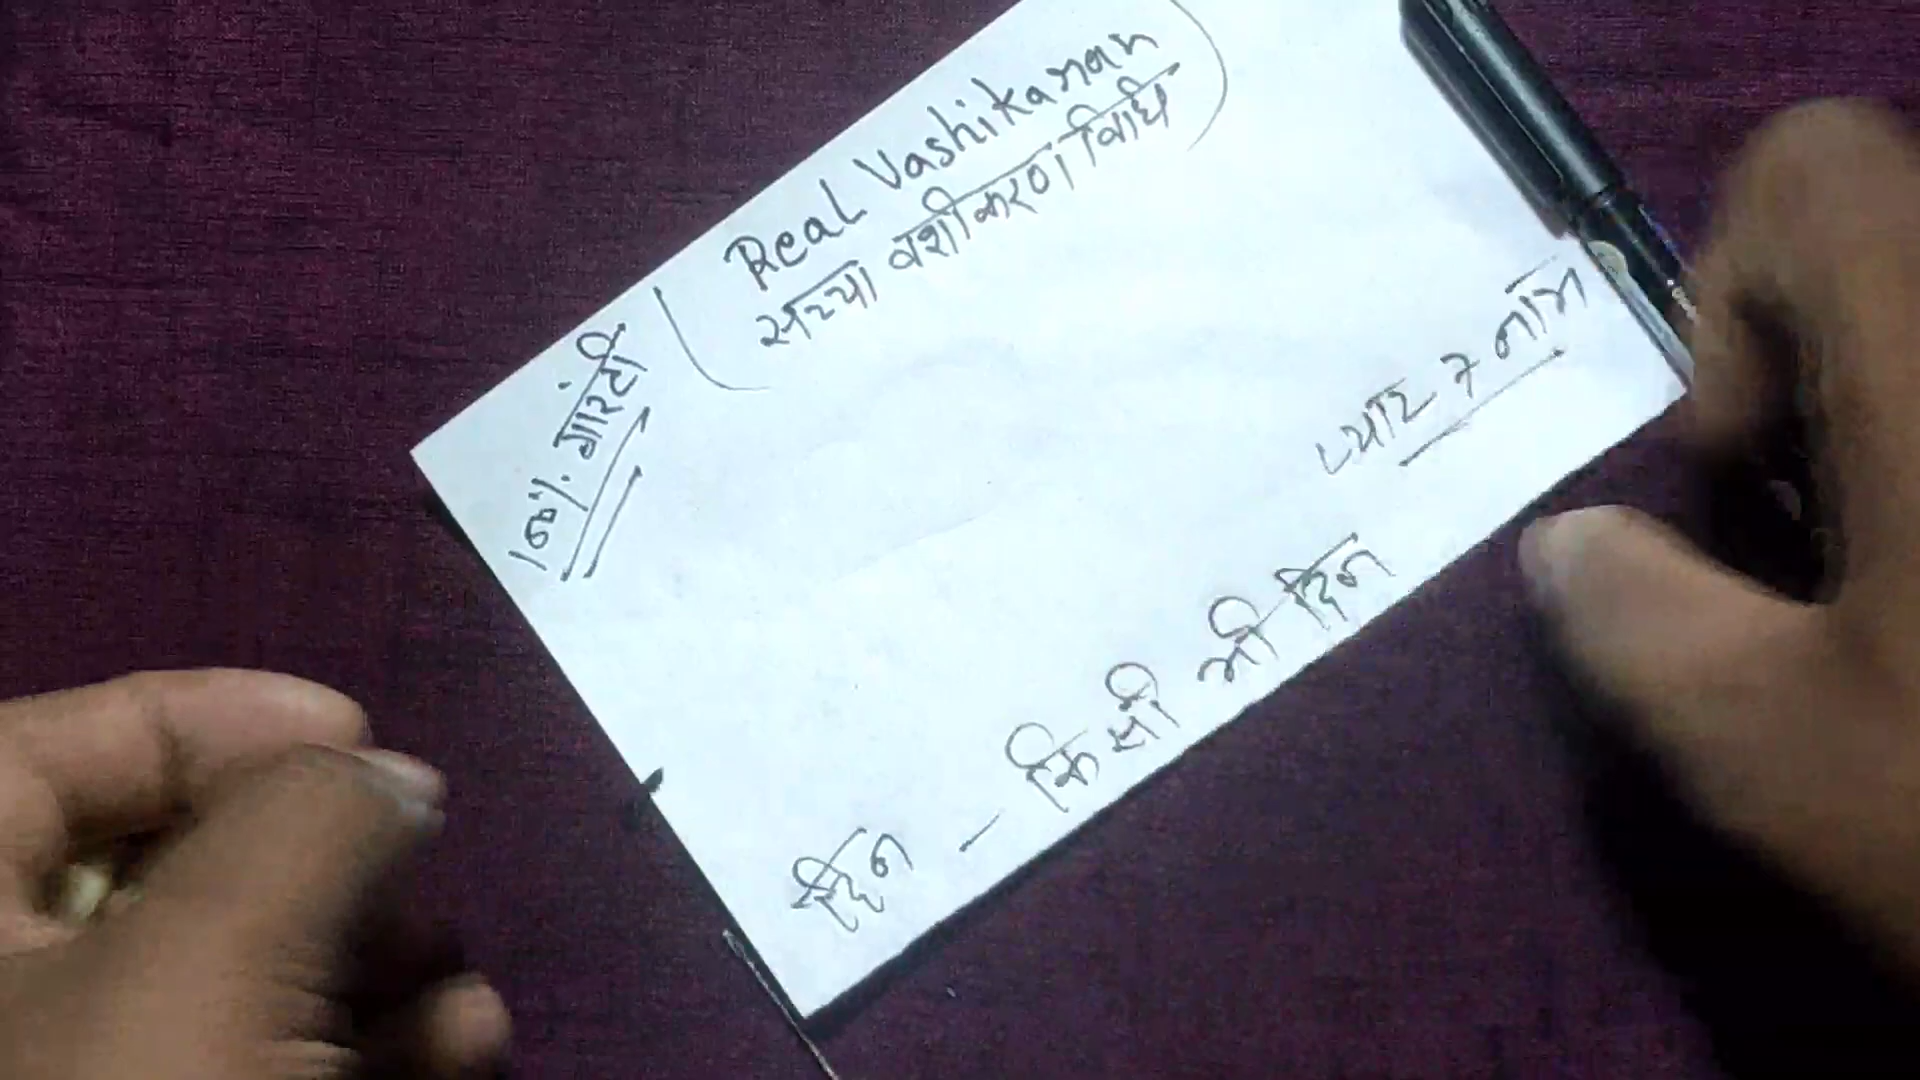 Real Vashikaran
सच्चा वशीकरण विधि
100% गारंटी
प्यार 7 नाम
दिन - किसी भी दिन